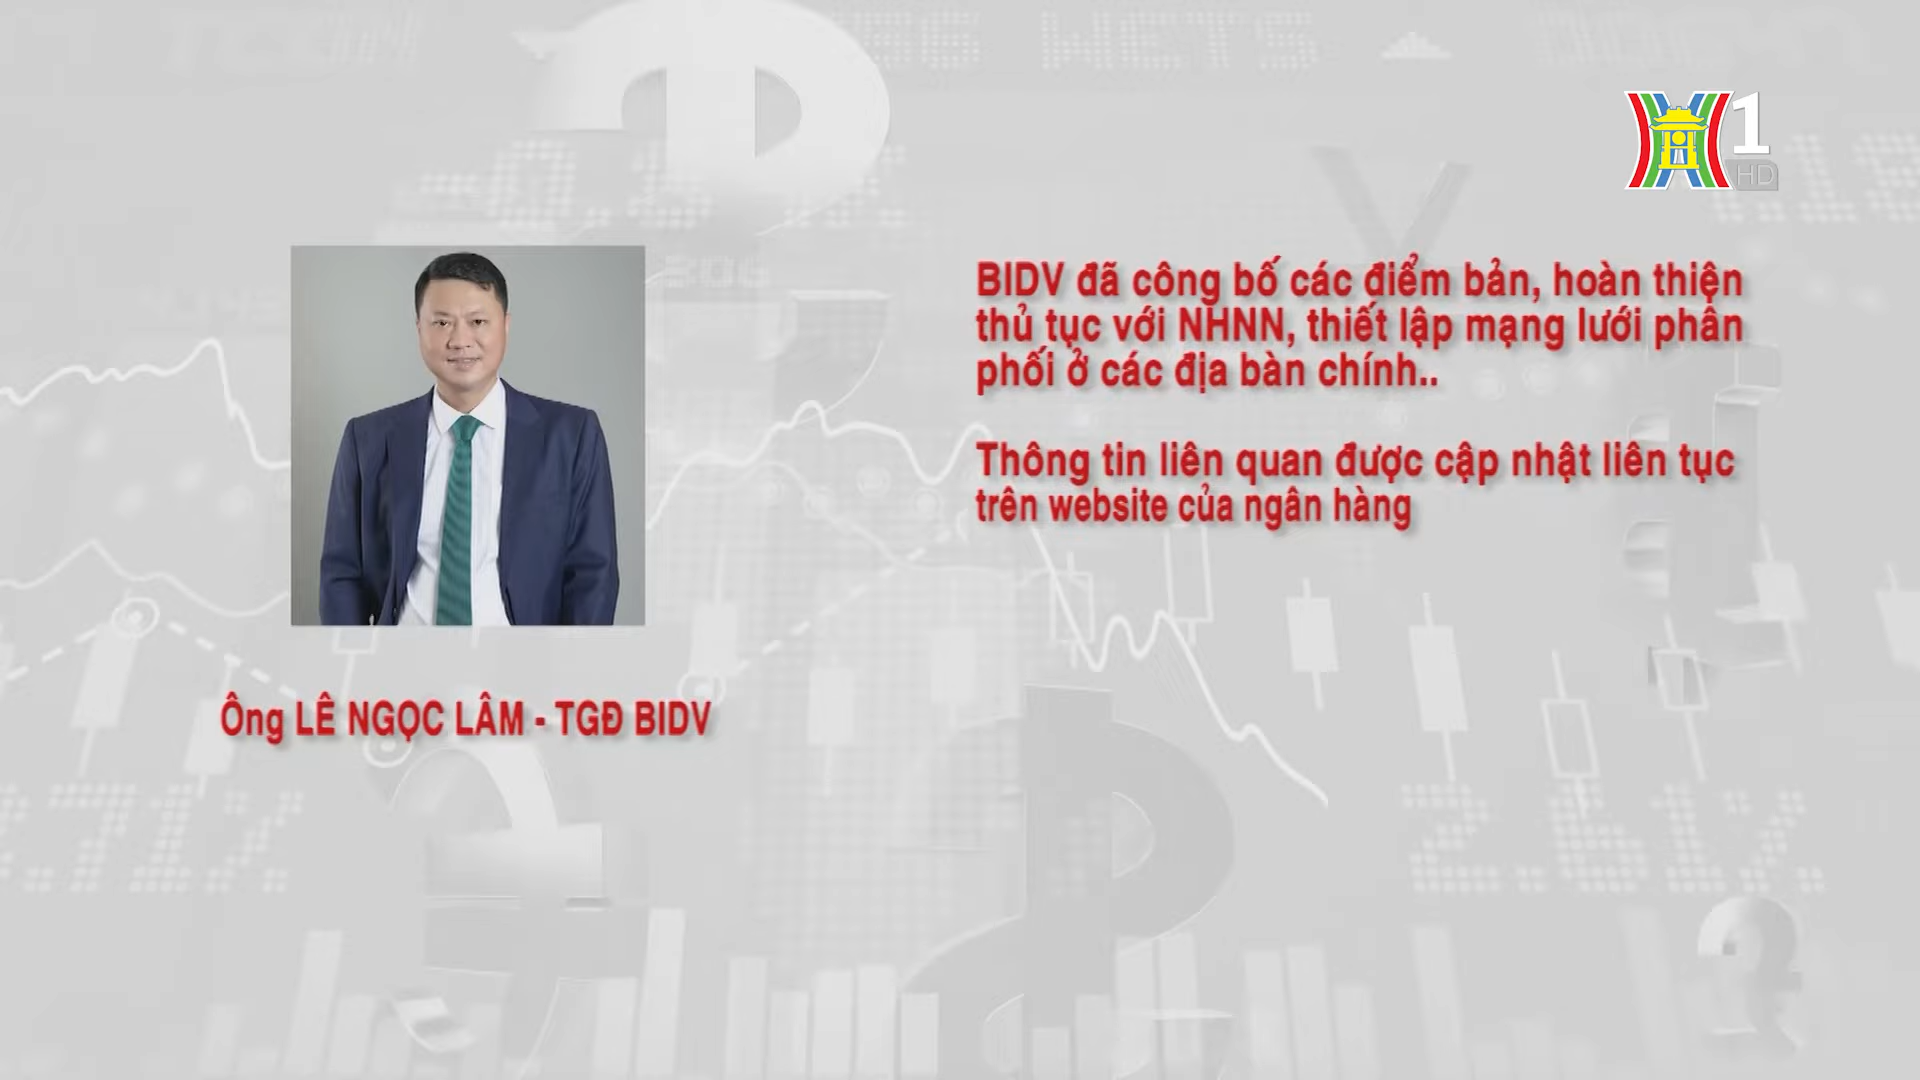 1
HD
BIDV đã công bố các điểm bản, hoàn thiện
thủ tục với NHNN, thiết lập mạng lưới phân
phối ở các địa bàn chính..
Thông tin liên quan được cập nhật liên tục
trên website của ngân hàng
Ông LÊ NGỌC LÂM - TGĐ BIDV